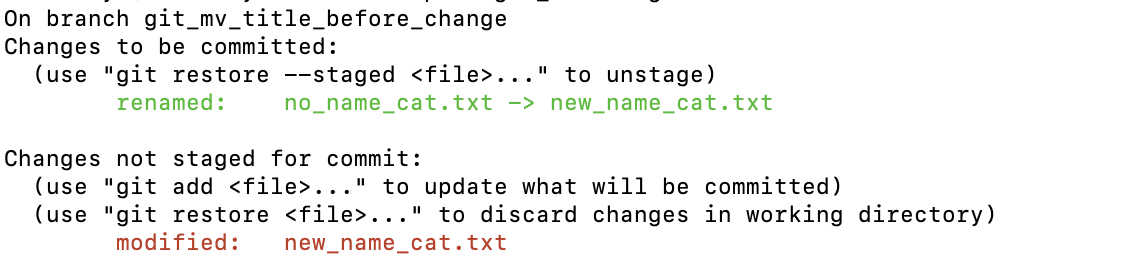 On branch git_mv_title_before_change
Changes to be committed:
  (use "git restore --staged <file>..." to unstage)
        renamed:    no_name_cat.txt -> new_name_cat.txt

Changes not staged for commit:
  (use "git add <file>..." to update what will be committed)
  (use "git restore <file>..." to discard changes in working directory)
        modified:   new_name_cat.txt